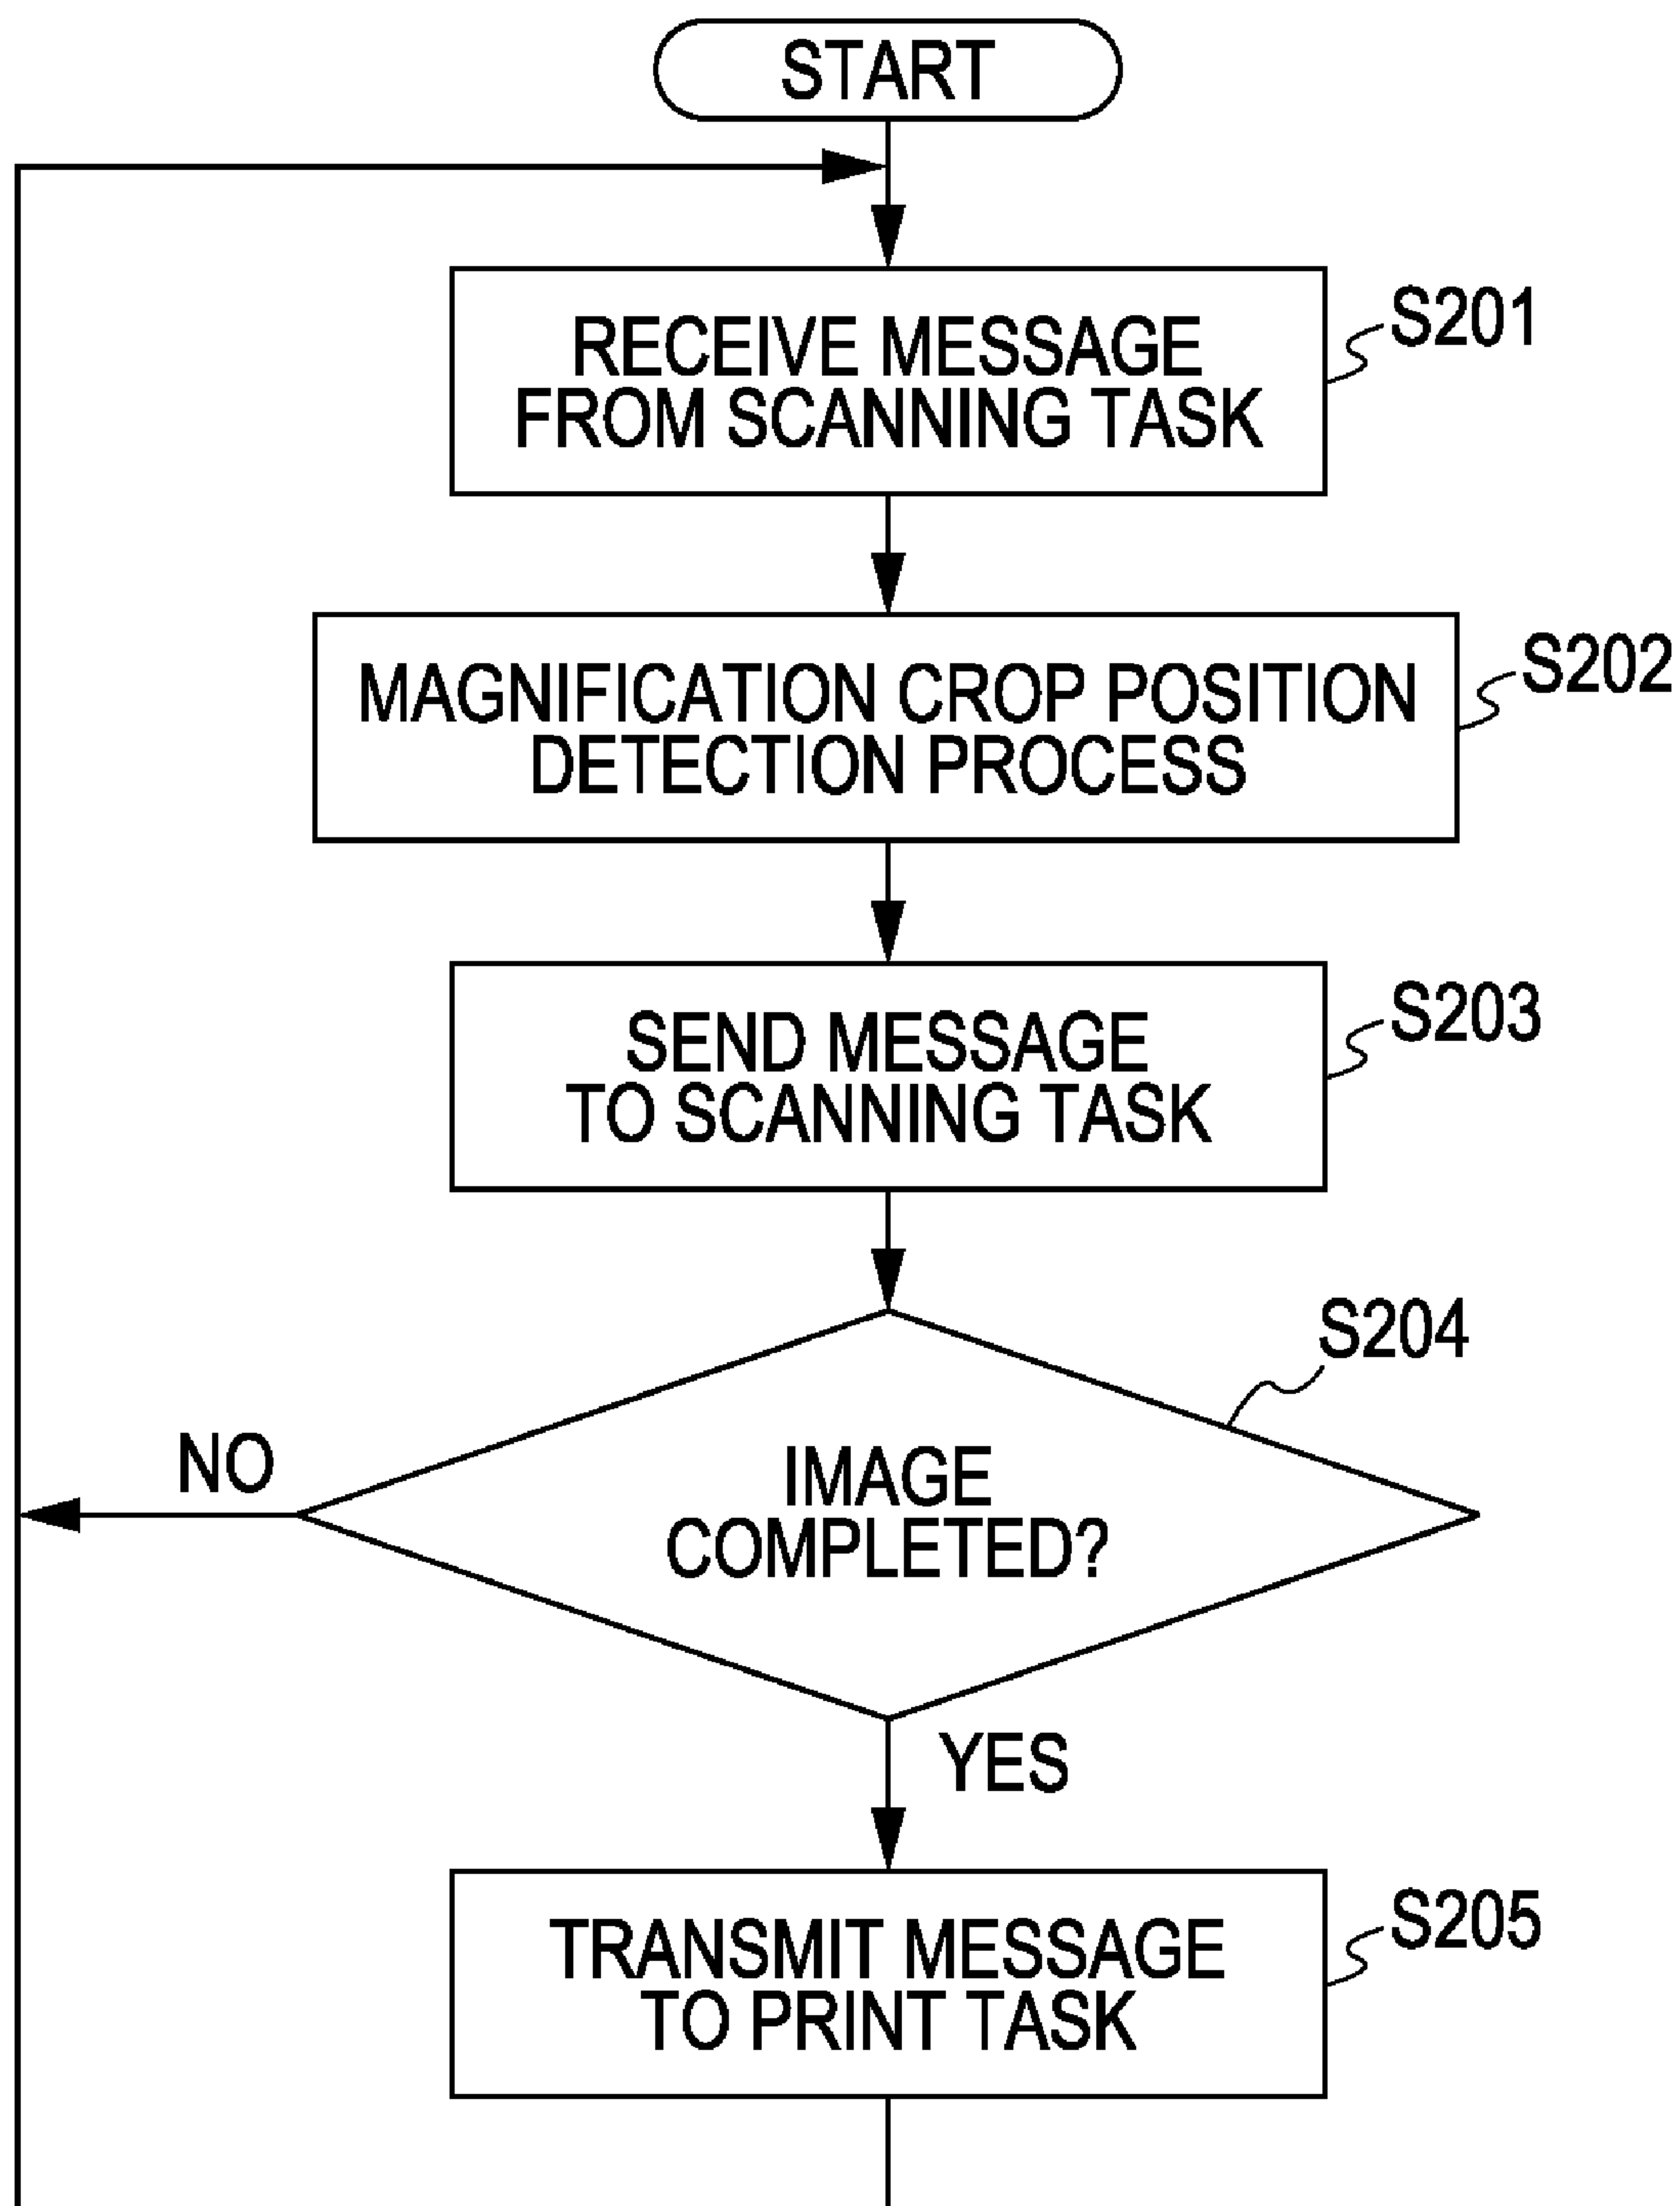 START
RECEIVE MESSAGE
FROM SCANNING TASK
S201
MAGNIFICATION CROP POSITION
DETECTION PROCESS
S202
SEND MESSAGE
TO SCANNING TASK
S203
S204
IMAGE
COMPLETED?
NO
YES
TRANSMIT MESSAGE
TO PRINT TASK
S205